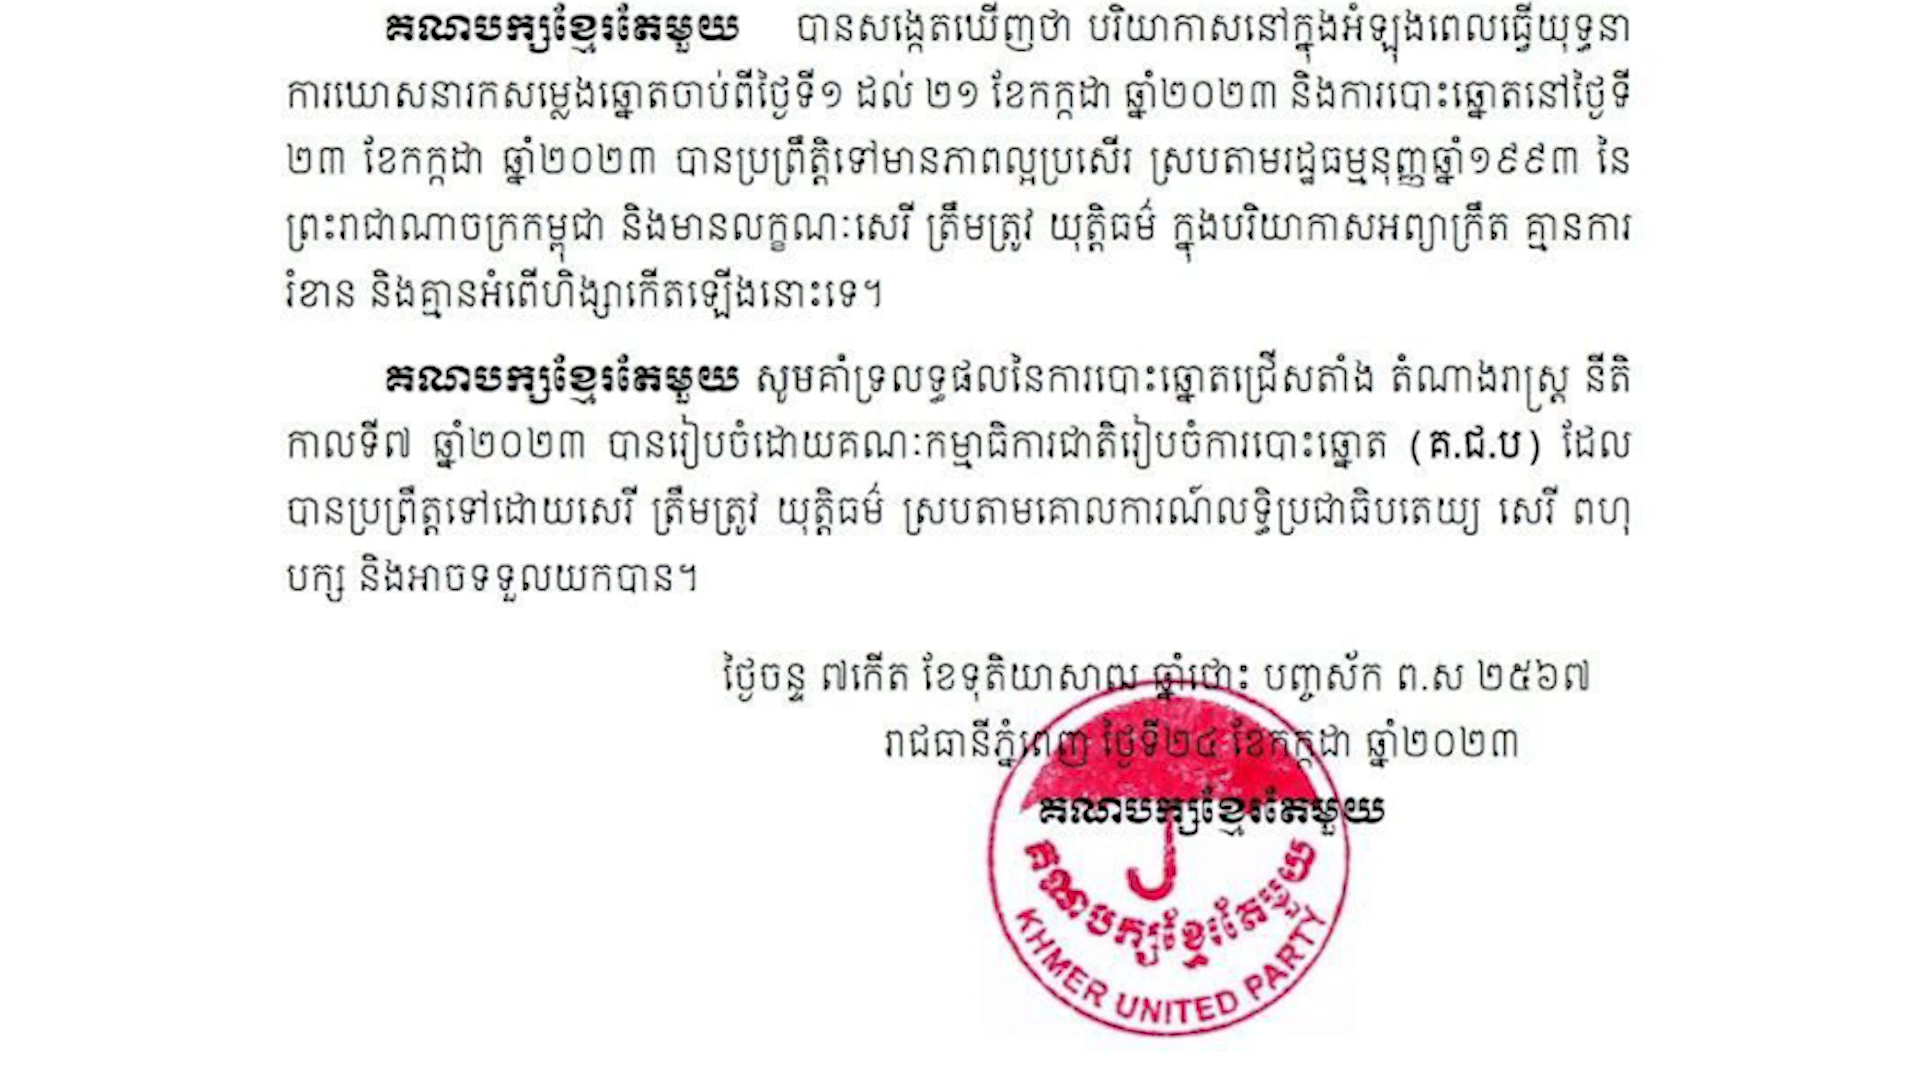 គណបក្សខ្មែរតែមួយ បានសង្កេតឃើញថា បរិយាកាសនៅក្នុងអំឡុងពេលធ្វើយុទ្ធនា
ការឃោសនារកសម្លេងឆ្នោតចាប់ពីថ្ងៃទី១ ដល់ ២១ ខែកក្កដា ឆ្នាំ២០២៣ និងការបោះឆ្នោតនៅថ្ងៃទី
២៣ ខែកក្កដា ឆ្នាំ២០២៣ បានប្រព្រឹត្តិទៅមានភាពល្អប្រសើរ ស្របតាមរដ្ឋធម្មនុញ្ញឆ្នាំ១៩៩៣ នៃ
ព្រះរាជាណាចក្រកម្ពុជា និងមានលក្ខណៈសេរី ត្រឹមត្រូវ យុត្តិធម៌ ក្នុងបរិយាកាសអព្យាក្រឹត គ្មានការ
រំខាន និងគ្មានអំពើហិង្សាកើតឡើងនោះទេ។
គណបក្សខ្មែរតែមួយ សូមគាំទ្រលទ្ធផលនៃការបោះឆ្នោតជ្រើសតាំង តំណាងរាស្ត្រ នីតិ
កាលទី៧ ឆ្នាំ២០២៣ បានរៀបចំដោយគណៈកម្មាធិការជាតិរៀបចំការបោះឆ្នោត (គ.ជ.ប) ដែល
បានប្រព្រឹត្តទៅដោយសេរី ត្រឹមត្រូវ យុត្តិធម៌ ស្របតាមគោលការណ៍លទ្ធិប្រជាធិបតេយ្យ សេរី ពហុ
បក្ស និងអាចទទួលយកបាន។
ថ្ងៃចន្ទ ៧កើត ខែទុតិយាសាឍ ឆ្នាំថោះ បញ្ចស័ក ព.ស ២៥៦៧
រាជធានីភ្នំពេញ ថ្ងៃទី២៤ ខែកក្កដា ឆ្នាំ២០២៣
គណបក្សខ្មែរតែមួយ
គណបក្សខ្មែរតែមួយ
KHMER UNITED PARTY